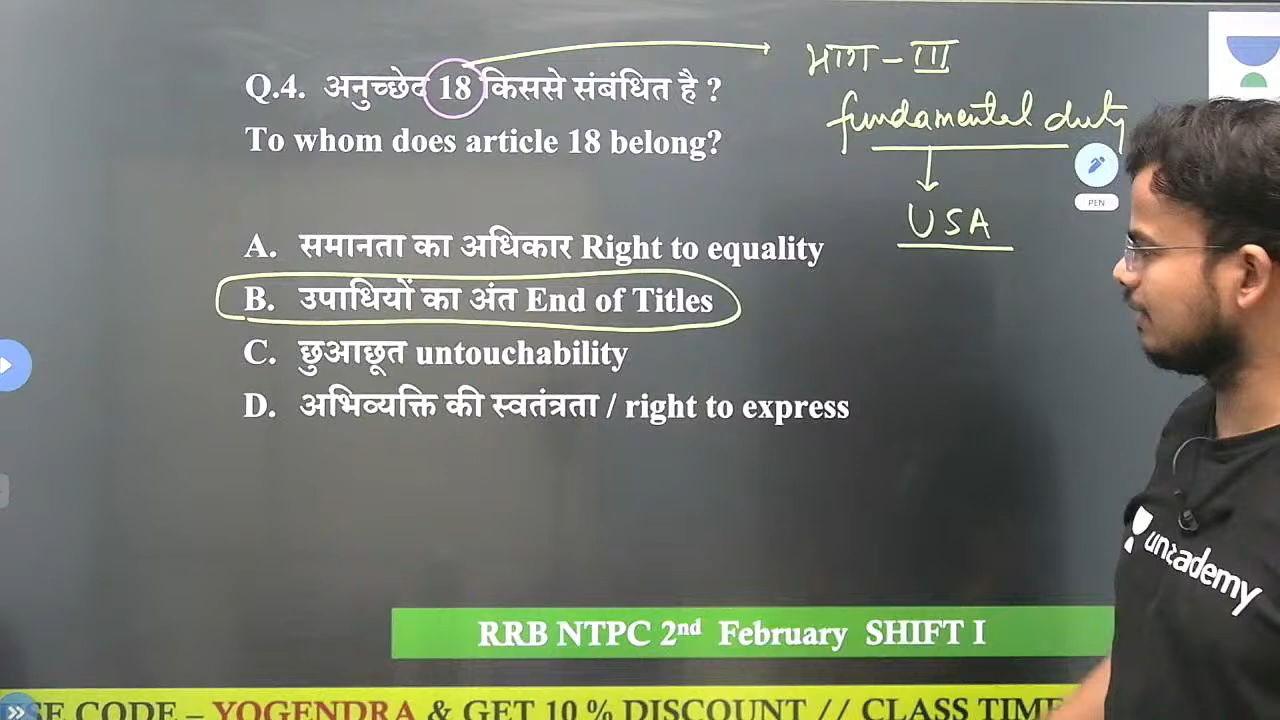 Q.4. अनुच्छेद 18 किससे संबंधित है ?
To whom does article 18 belong?
भाग - III
fundamental duty
USA
PEN
A. समानता का अधिकार Right to equality
B. उपाधियों का अंत End of Titles
C. छुआछूत untouchability
D. अभिव्यक्ति की स्वतंत्रता / right to express
unacademy
RRB NTPC 2nd February SHIFT I
SE CODE – YOGENDRA & GET 10 % DISCOUNT // CLASS TIME